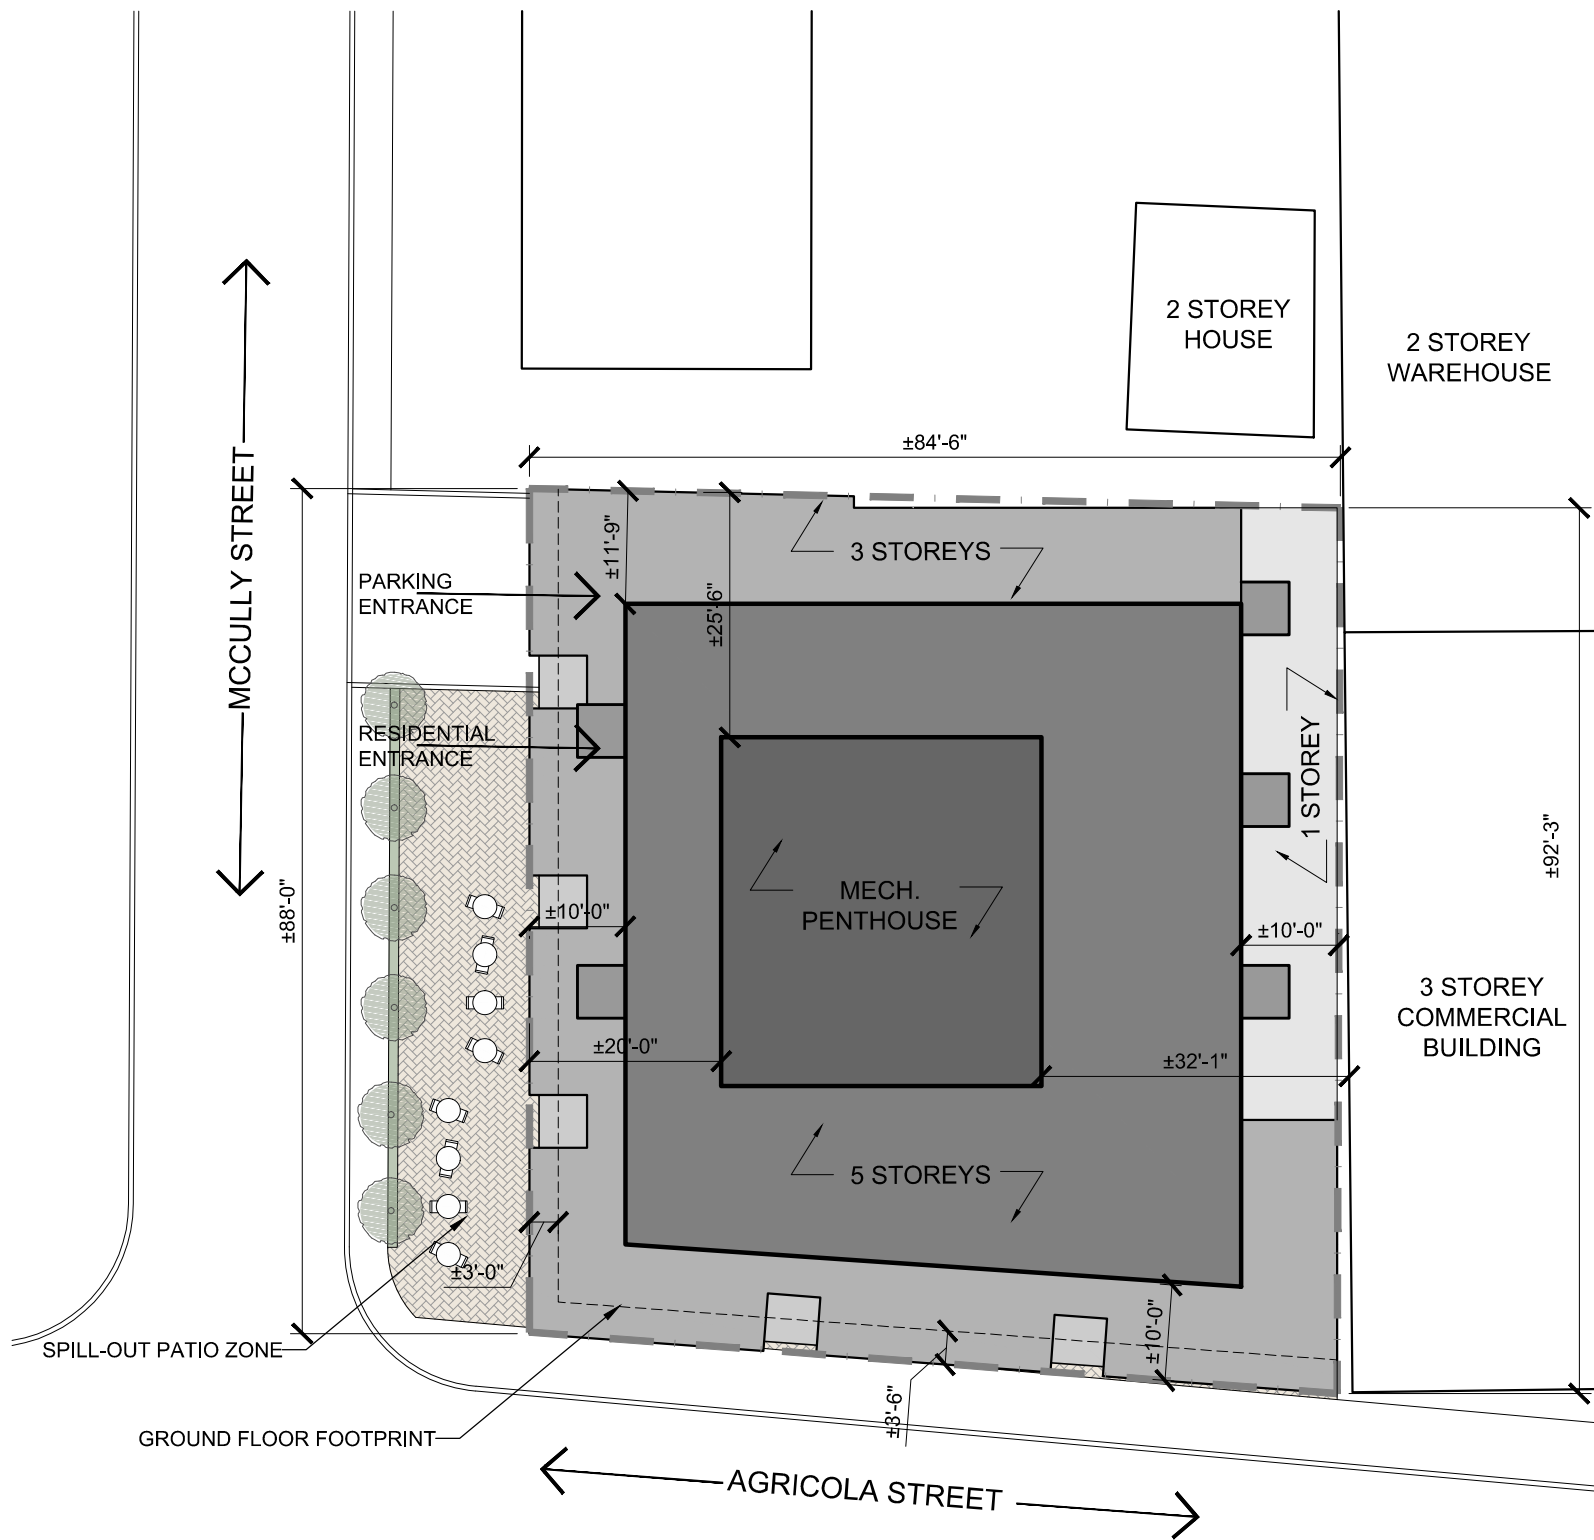 2 STOREY
HOUSE
2 STOREY
WAREHOUSE
±84'-6"
MCCULLY STREET
±11'-9"
3 STOREYS
PARKING
ENTRANCE
±25'-6"
RESIDENTIAL
ENTRANCE
1 STOREY
±92'-3"
±88'-0"
MECH.
PENTHOUSE
±10'-0"
±10'-0"
3 STOREY
COMMERCIAL
BUILDING
±20'-0"
±32'-1"
5 STOREYS
±3'-0"
±10'-0"
SPILL-OUT PATIO ZONE
±3'-6"
GROUND FLOOR FOOTPRINT
AGRICOLA STREET